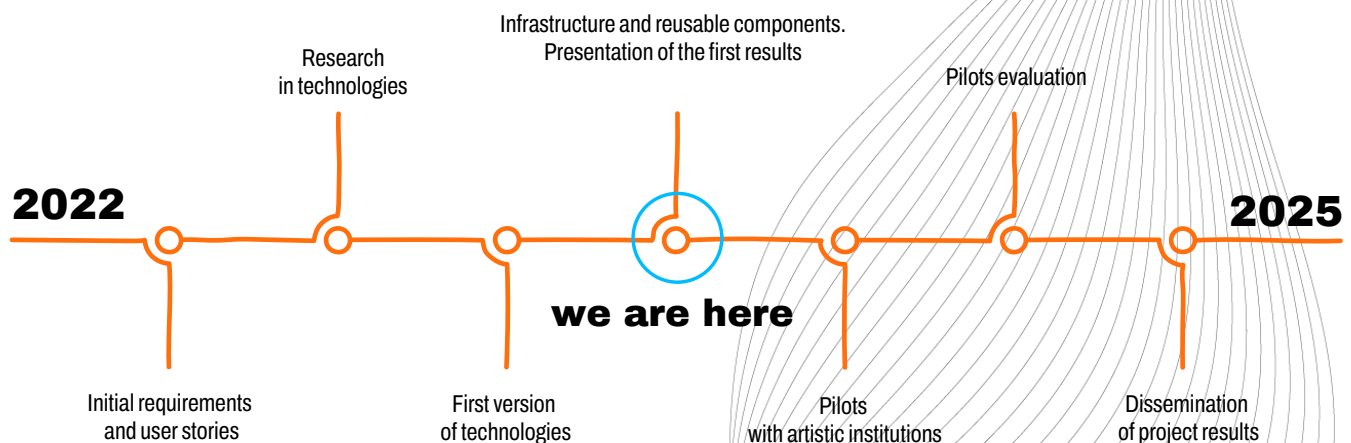 Infrastructure and reusable components.
Presentation of the first results
Research
in technologies
Pilots evaluation
2022
2025
we are here
Initial requirements
and user stories
First version
of technologies
Pilots
with artistic institutions
Dissemination
of project results